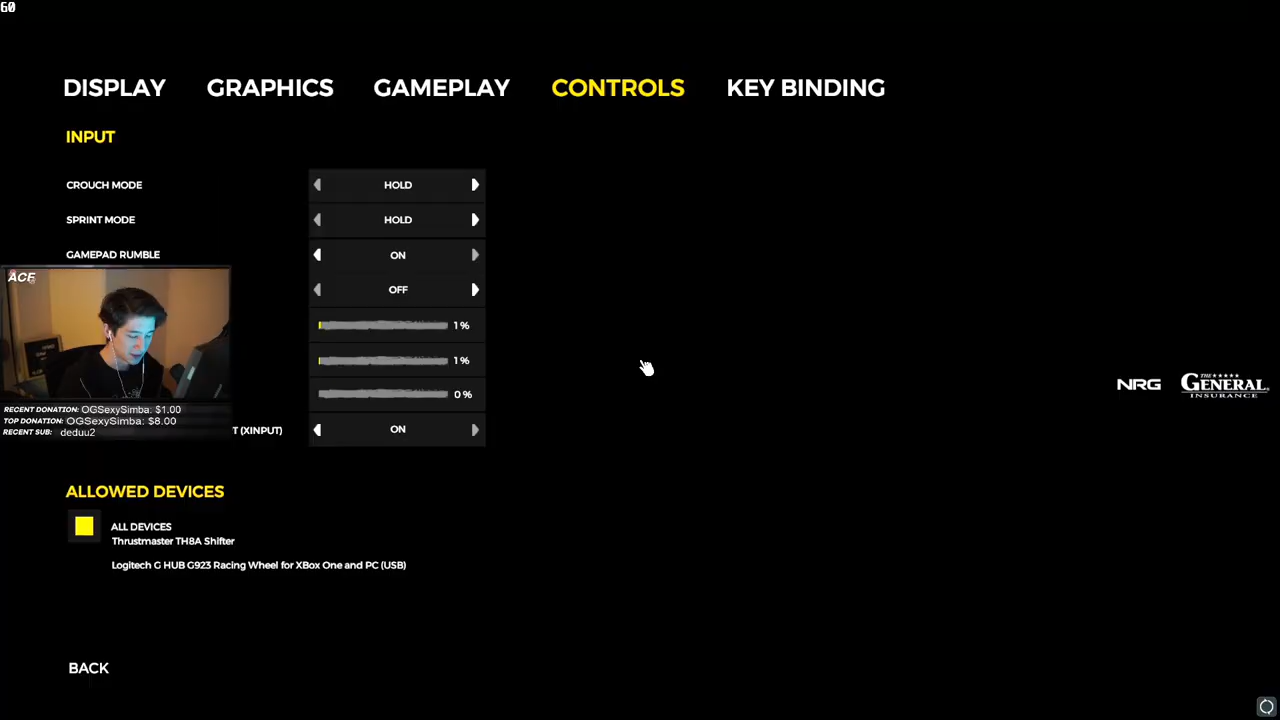 60
DISPLAY GRAPHICS GAMEPLAY CONTROLS KEY BINDING
INPUT
CROUCH MODE HOLD
SPRINT MODE HOLD
GAMEPAD RUMBLE ON
ACE
OFF
1 %
1 %
0 %
T (XINPUT) ON
RECENT DONATION: OGSexySimba: $1.00
TOP DONATION: OGSexySimba: $8.00
RECENT SUB: deduu2
NRG THE GENERAL INSURANCE
ALLOWED DEVICES
ALL DEVICES
Thrustmaster TH8A Shifter
Logitech G HUB G923 Racing Wheel for XBox One and PC (USB)
BACK